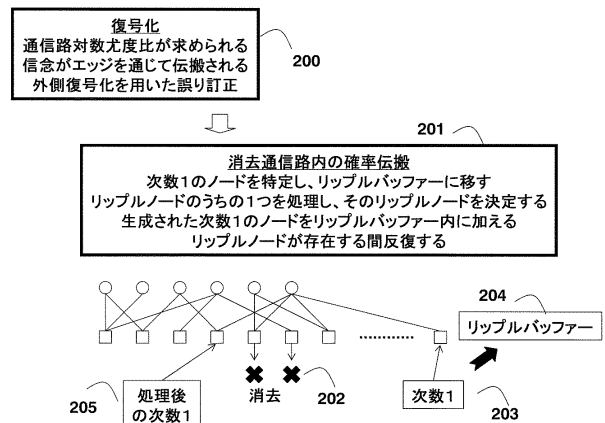 復号化
通信路対数尤度比が求められる
信念がエッジを通じて伝搬される
外側復号化を用いた誤り訂正
200
201
消去通信路内の確率伝搬
次数1のノードを特定し、リップルバッファーに移す
リップルノードのうちの1つを処理し、そのリップルノードを決定する
生成された次数1のノードをリップルバッファー内に加える
リップルノードが存在する間反復する
204
リップルバッファー
205
処理後
の次数1
消去
202
次数1
203